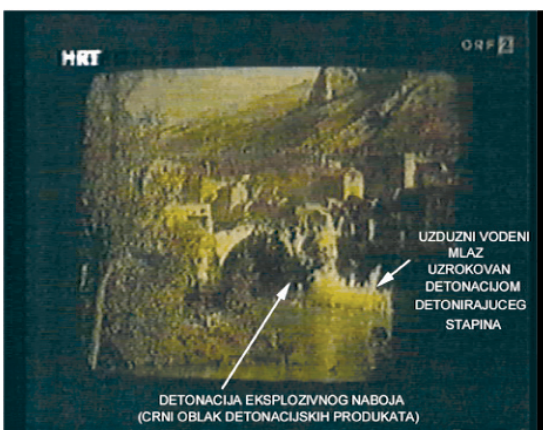 HRT
ORF 2
UZDUZNI VODENI
MLAZ
UZROKOVAN
DETONACIJOM
DETONIRAJUCEG
STAPINA
DETONACIJA EKSPLOZIVNOG NABOJA
(CRNI OBLAK DETONACIJSKIH PRODUKATA)